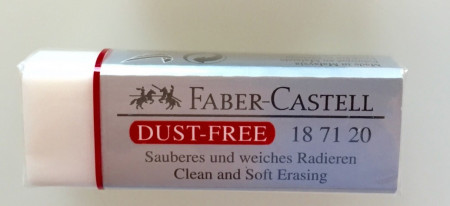 FABER-CASTELL
DUST-FREE 18 71 20
Sauberes und weiches Radieren
Clean and Soft Erasing